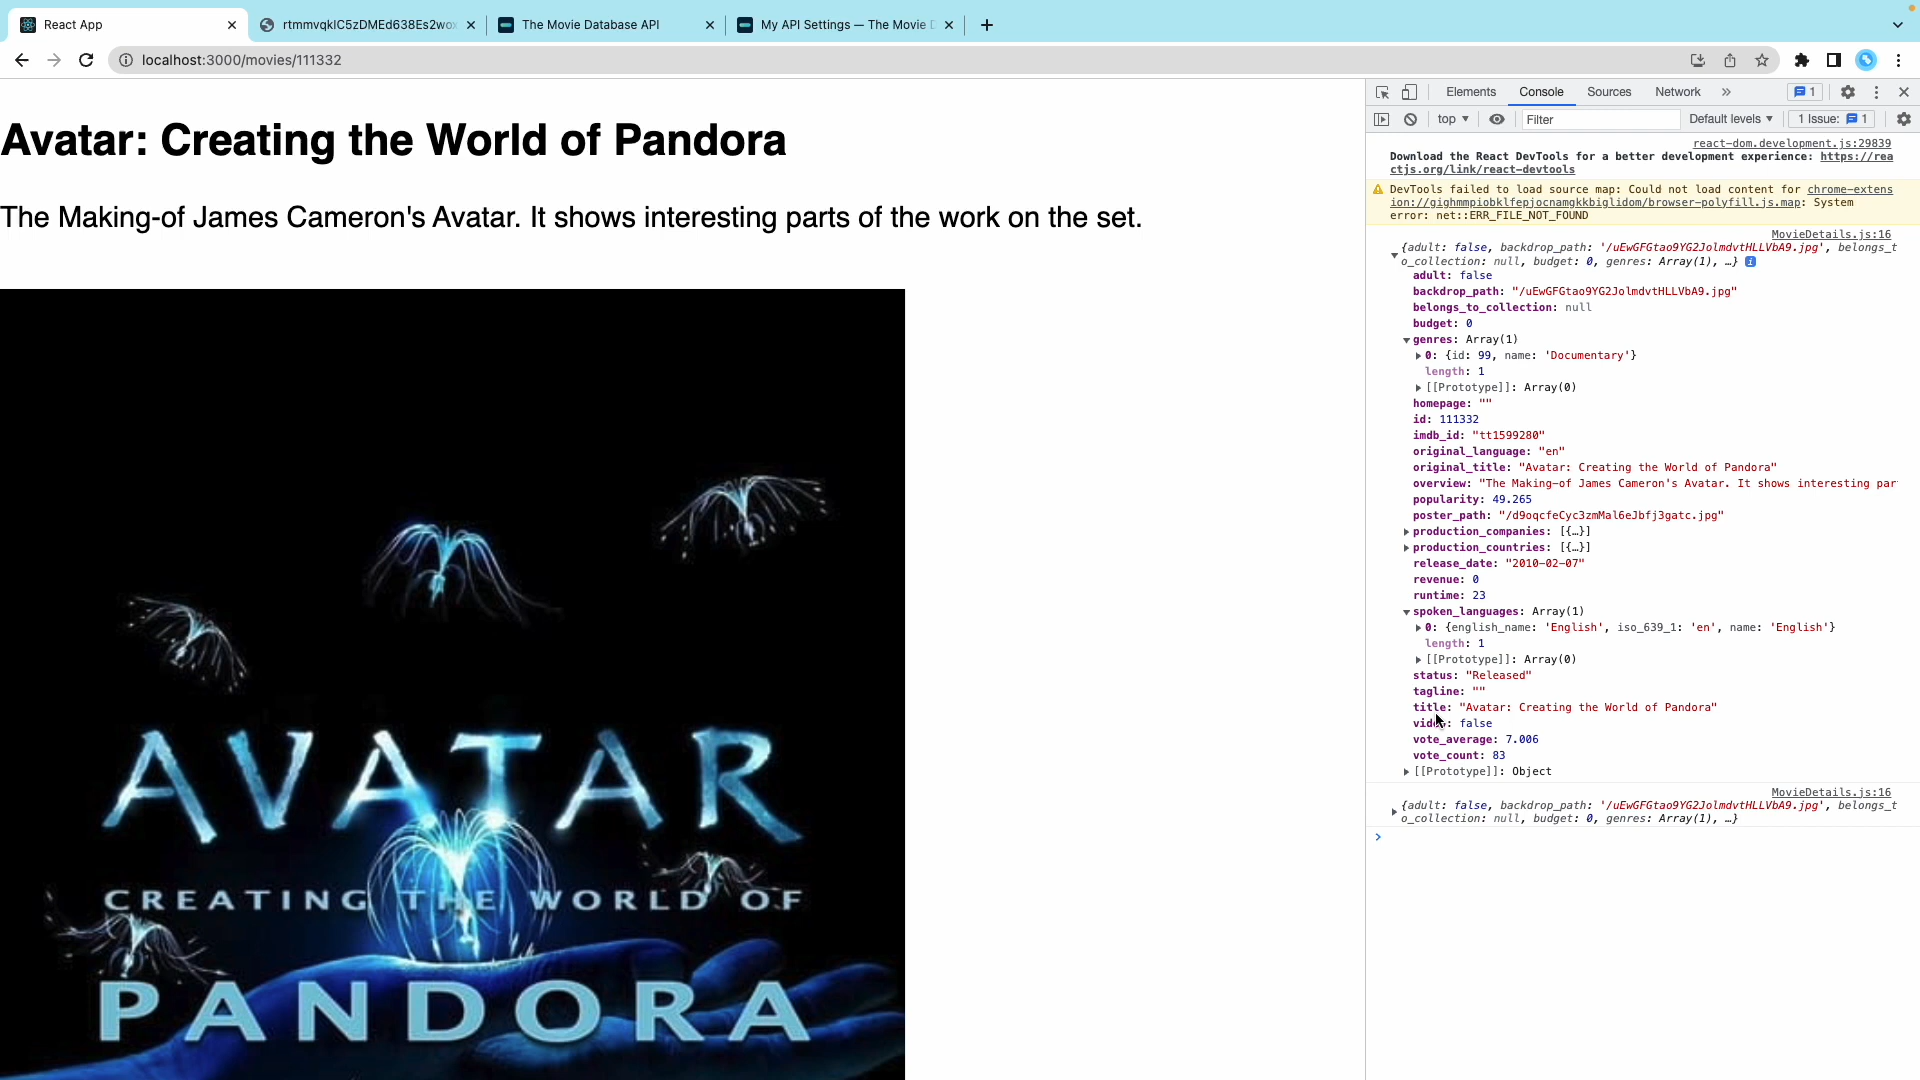 React App
rtmmvqkIC5zDMEd638Es2wox
The Movie Database API
My API Settings — The Movie D
localhost:3000/movies/111332
Avatar: Creating the World of Pandora
The Making-of James Cameron's Avatar. It shows interesting parts of the work on the set.
AVATAR
CREATING THE WORLD OF
PANDORA
Elements
Console
Sources
Network
1
top
Filter
Default levels
1 Issue:
1
react-dom.development.js:29839
Download the React DevTools for a better development experience: https://rea
ctjs.org/link/react-devtools
DevTools failed to load source map: Could not load content for chrome-extens
ion://gighmmpiobklfepjocnamgkkbiglidom/browser-polyfill.js.map: System
error: net::ERR_FILE_NOT_FOUND
MovieDetails.js:16
{adult: false, backdrop_path: '/uEwGFGtao9YG2JolmdvtHLLVbA9.jpg', belongs_t
o_collection: null, budget: 0, genres: Array(1), …}
adult: false
backdrop_path: "/uEwGFGtao9YG2JolmdvtHLLVbA9.jpg"
belongs_to_collection: null
budget: 0
genres: Array(1)
0: {id: 99, name: 'Documentary'}
length: 1
[[Prototype]]: Array(0)
homepage: ""
id: 111332
imdb_id: "tt1599280"
original_language: "en"
original_title: "Avatar: Creating the World of Pandora"
overview: "The Making-of James Cameron's Avatar. It shows interesting par
popularity: 49.265
poster_path: "/d9oqcfeCyc3zmMal6eJbfj3gatc.jpg"
production_companies: [{…}]
production_countries: [{…}]
release_date: "2010-02-07"
revenue: 0
runtime: 23
spoken_languages: Array(1)
0: {english_name: 'English', iso_639_1: 'en', name: 'English'}
length: 1
[[Prototype]]: Array(0)
status: "Released"
tagline: ""
title: "Avatar: Creating the World of Pandora"
video: false
vote_average: 7.006
vote_count: 83
[[Prototype]]: Object
MovieDetails.js:16
{adult: false, backdrop_path: '/uEwGFGtao9YG2JolmdvtHLLVbA9.jpg', belongs_t
o_collection: null, budget: 0, genres: Array(1), …}